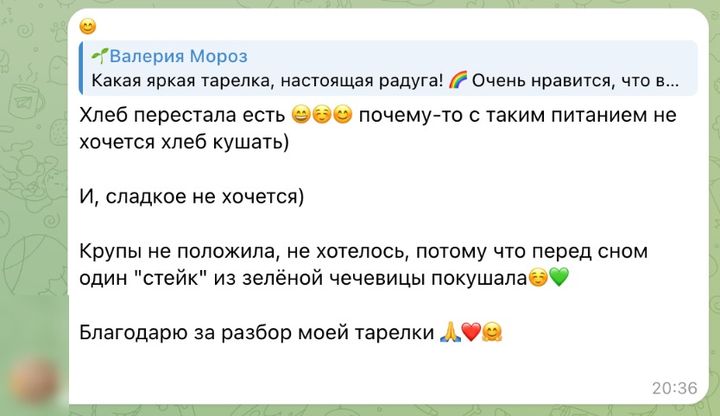 😊
🌱Валерия Мороз
Какая яркая тарелка, настоящая радуга! 🌈 Очень нравится, что в...
Хлеб перестала есть 😄☺️😊 почему-то с таким питанием не
хочется хлеб кушать)
И, сладкое не хочется)
Крупы не положила, не хотелось, потому что перед сном
один "стейк" из зелёной чечевицы покушала☺️💚
Благодарю за разбор моей тарелки 🙏❤️🤗
20:36